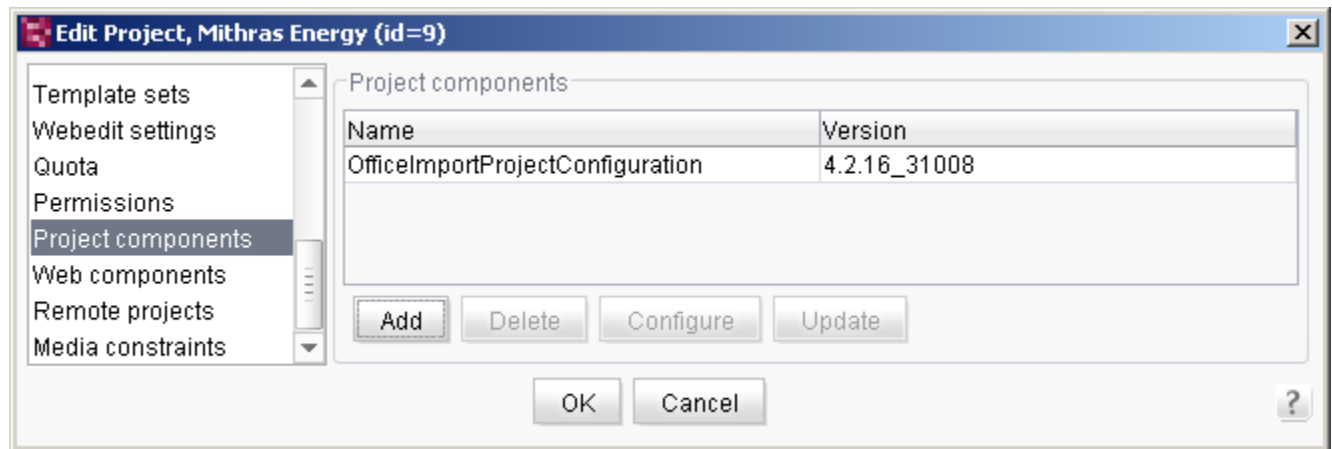 Edit Project, Mithras Energy (id=9)
Template sets
Webedit settings
Quota
Permissions
Project components
Web components
Remote projects
Media constraints
Project components
Name Version
OfficeImportProjectConfiguration 4.2.16_31008
Add Delete Configure Update
OK Cancel ?